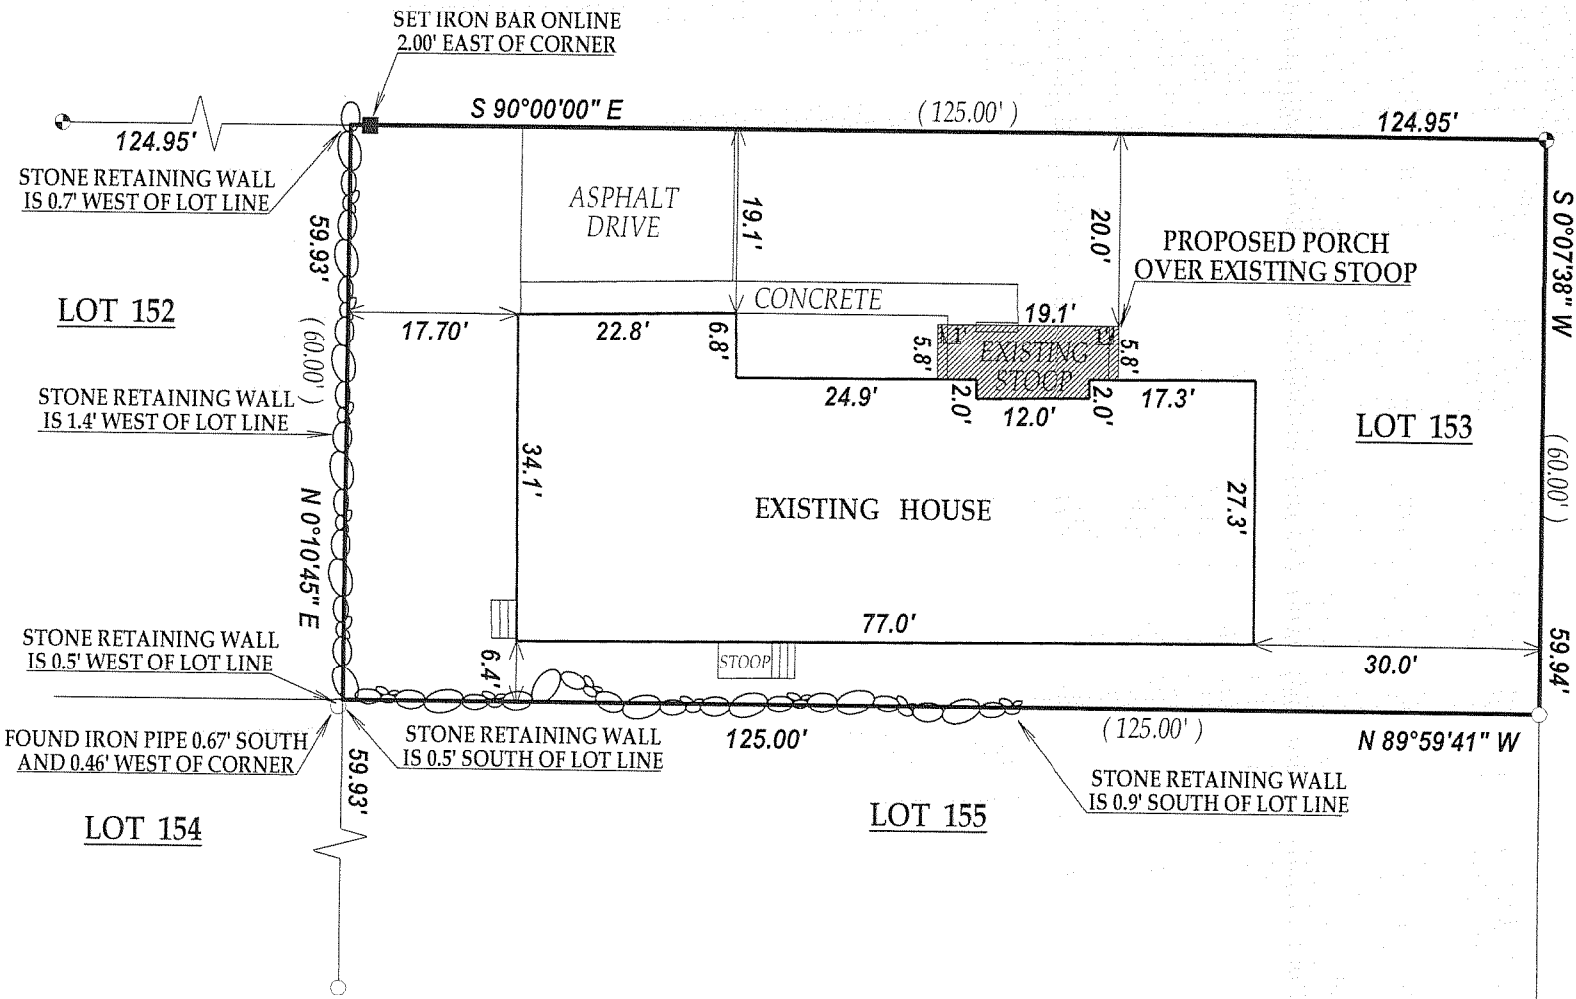 SET IRON BAR ONLINE
2.00' EAST OF CORNER
S 90°00'00" E
( 125.00' )
124.95'
124.95'
STONE RETAINING WALL
IS 0.7' WEST OF LOT LINE
59.93'
ASPHALT
DRIVE
19.1'
20.0'
S 0°07'38" W
PROPOSED PORCH
OVER EXISTING STOOP
LOT 152
17.70'
22.8'
CONCRETE
6.8'
19.1'
5.8'
EXISTING
STOOP
5.8'
( 60.00' )
STONE RETAINING WALL
IS 1.4' WEST OF LOT LINE
24.9'
2.0'
12.0'
2.0'
17.3'
LOT 153
( 60.00' )
34.1'
EXISTING HOUSE
27.3'
N 0°10'45" E
77.0'
STONE RETAINING WALL
IS 0.5' WEST OF LOT LINE
6.4'
STOOP
30.0'
59.94'
FOUND IRON PIPE 0.67' SOUTH
AND 0.46' WEST OF CORNER
STONE RETAINING WALL
IS 0.5' SOUTH OF LOT LINE
125.00'
( 125.00' )
N 89°59'41" W
59.93'
STONE RETAINING WALL
IS 0.9' SOUTH OF LOT LINE
LOT 154
LOT 155